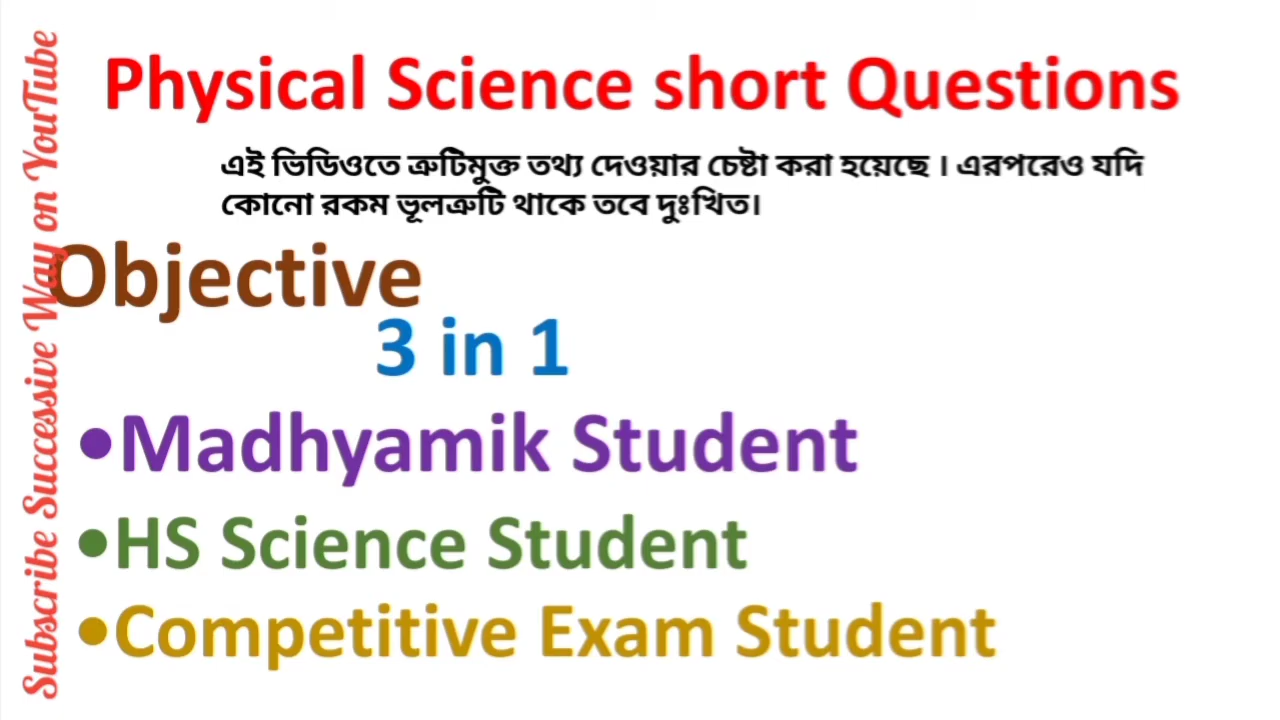 Physical Science short Questions
এই ভিডিওতে ত্রুটিমুক্ত তথ্য দেওয়ার চেষ্টা করা হয়েছে । এরপরেও যদি
কোনো রকম ভূলত্রুটি থাকে তবে দুঃখিত।
Objective
3 in 1
•Madhyamik Student
•HS Science Student
•Competitive Exam Student
Subscribe Successive Way on YouTube